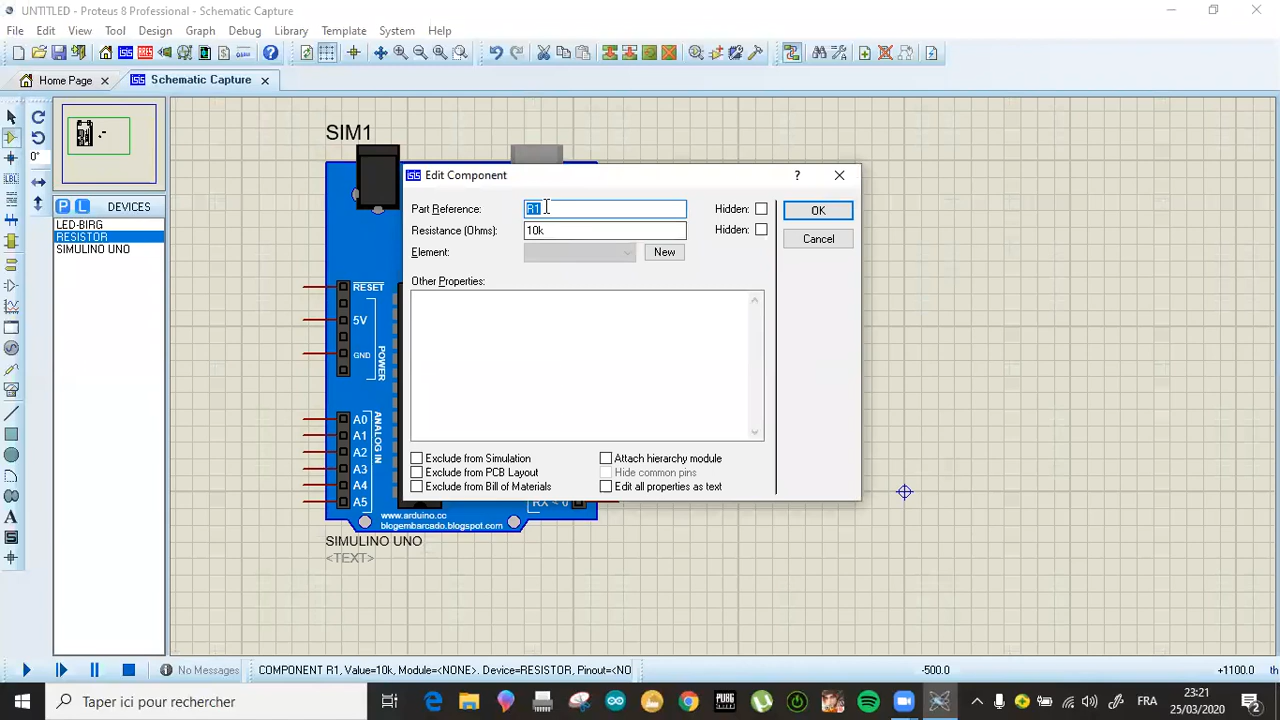 UNTITLED - Proteus 8 Professional - Schematic Capture
File Edit View Tool Design Graph Debug Library Template System Help
Home Page Schematic Capture
0°
P L DEVICES
LED-BIRG
RESISTOR
SIMULINO UNO
LBL
SIM1
RESET
5V
GND
POWER
A0
A1
A2
A3
A4
A5
ANALOG IN
RX < 0
www.arduino.cc
blogembarcado.blogspot.com
SIMULINO UNO
<TEXT>
Edit Component
Part Reference: R1 Hidden: OK
Resistance (Ohms): 10k Hidden: Cancel
Element: New
Other Properties:
Exclude from Simulation Attach hierarchy module
Exclude from PCB Layout Hide common pins
Exclude from Bill of Materials Edit all properties as text
No Messages COMPONENT R1, Value=10k, Module=<NONE>. Device=RESISTOR, Pinout=<NO -500.0 +1100.0 th
Taper ici pour rechercher FRA 23:21
25/03/2020